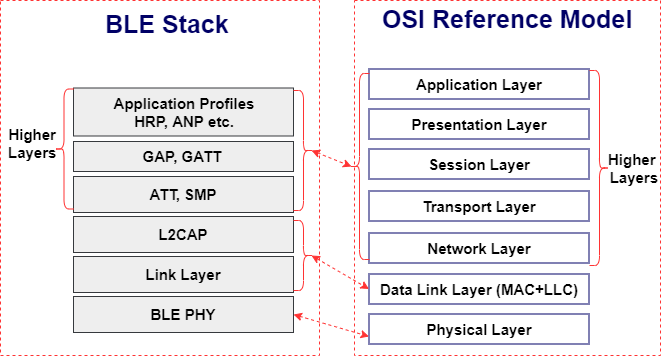 BLE Stack
Higher
Layers
Application Profiles
HRP, ANP etc.
GAP, GATT
ATT, SMP
L2CAP
Link Layer
BLE PHY
OSI Reference Model
Application Layer
Presentation Layer
Session Layer
Transport Layer
Network Layer
Data Link Layer (MAC+LLC)
Physical Layer
Higher
Layers